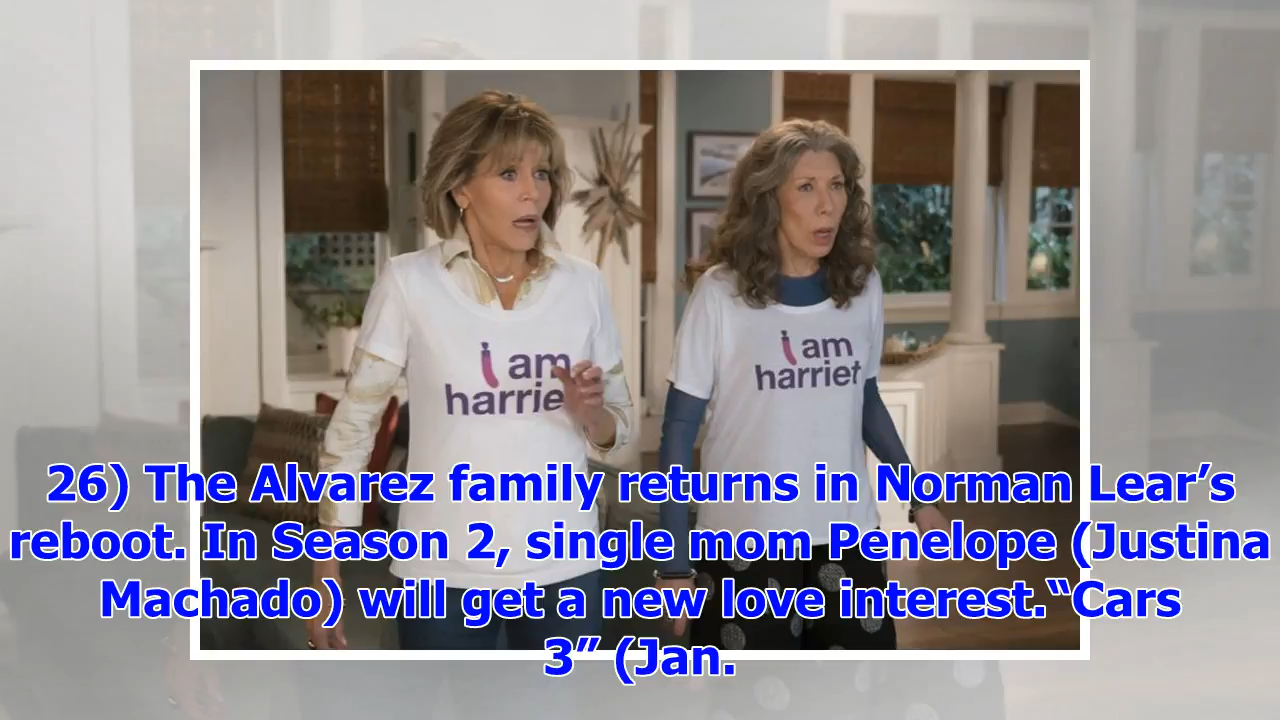 i am
harrie
i am
harriet
26) The Alvarez family returns in Norman Lear’s
reboot. In Season 2, single mom Penelope (Justina
Machado) will get a new love interest.“Cars
3” (Jan.